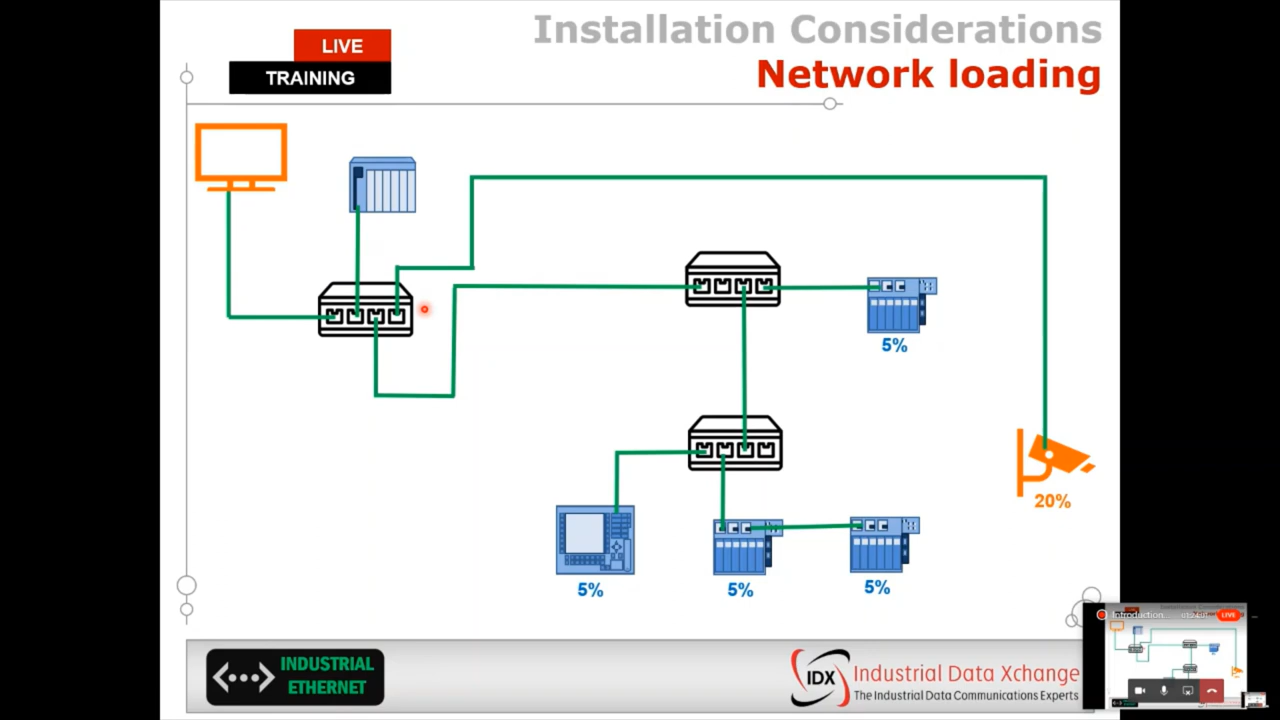 Installation Considerations
Network loading
LIVE
TRAINING
5%
20%
5%
5%
5%
INDUSTRIAL
ETHERNET
IDX
Industrial Data Xchange
The Industrial Data Communications Experts
Introduction
LIVE